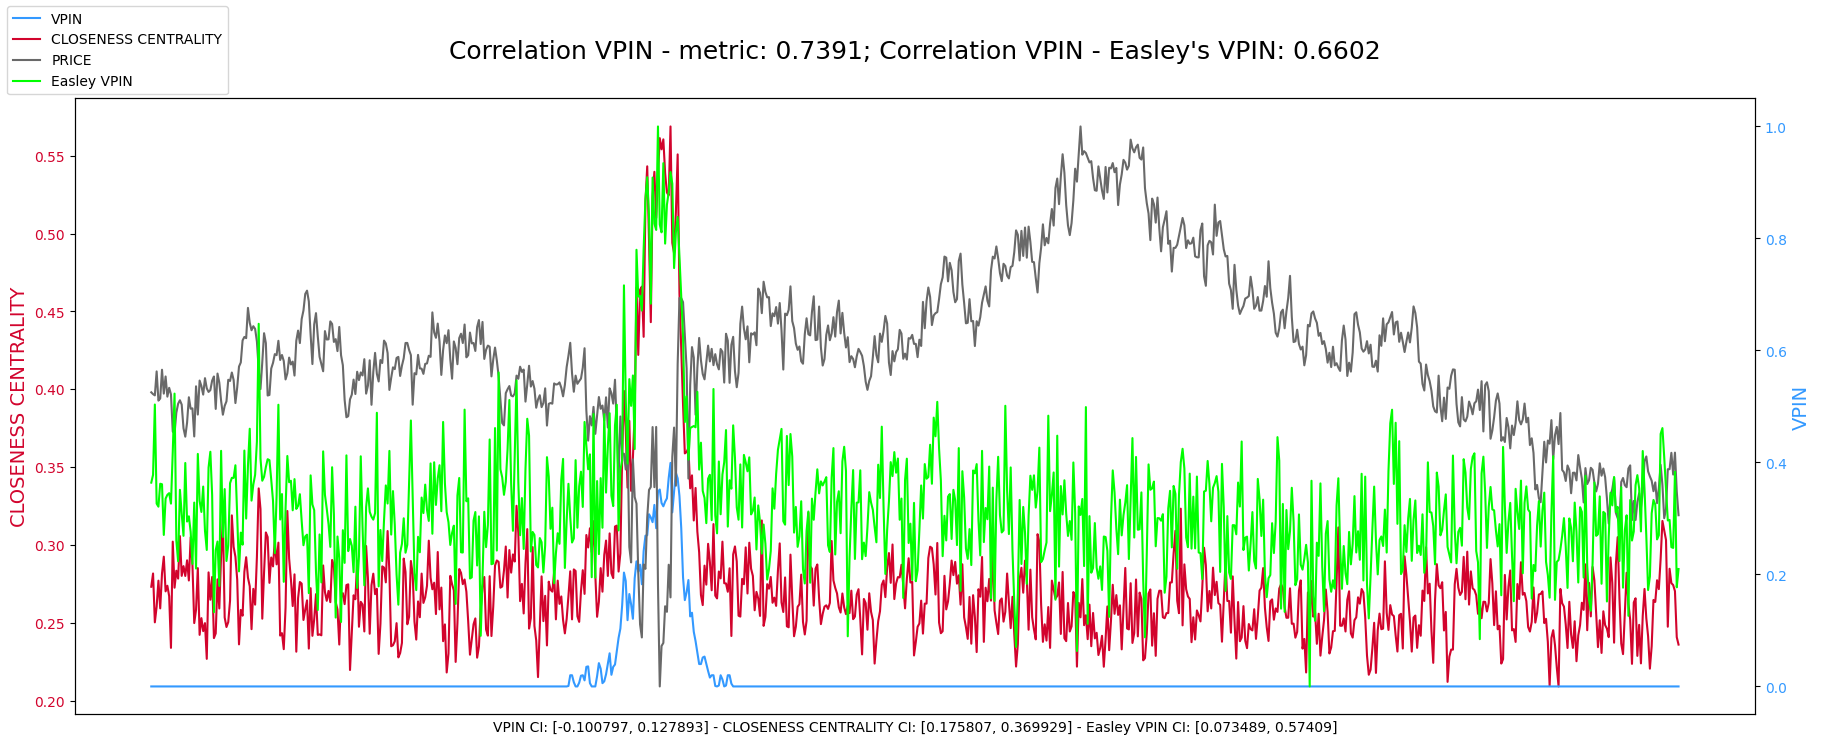 VPIN
CLOSENESS CENTRALITY
PRICE
Easley VPIN
Correlation VPIN - metric: 0.7391; Correlation VPIN - Easley's VPIN: 0.6602
CLOSENESS CENTRALITY
0.55
0.50
0.45
0.40
0.35
0.30
0.25
0.20
1.0
0.8
0.6
0.4
0.2
0.0
VPIN
VPIN CI: [-0.100797, 0.127893] - CLOSENESS CENTRALITY CI: [0.175807, 0.369929] - Easley VPIN CI: [0.073489, 0.57409]